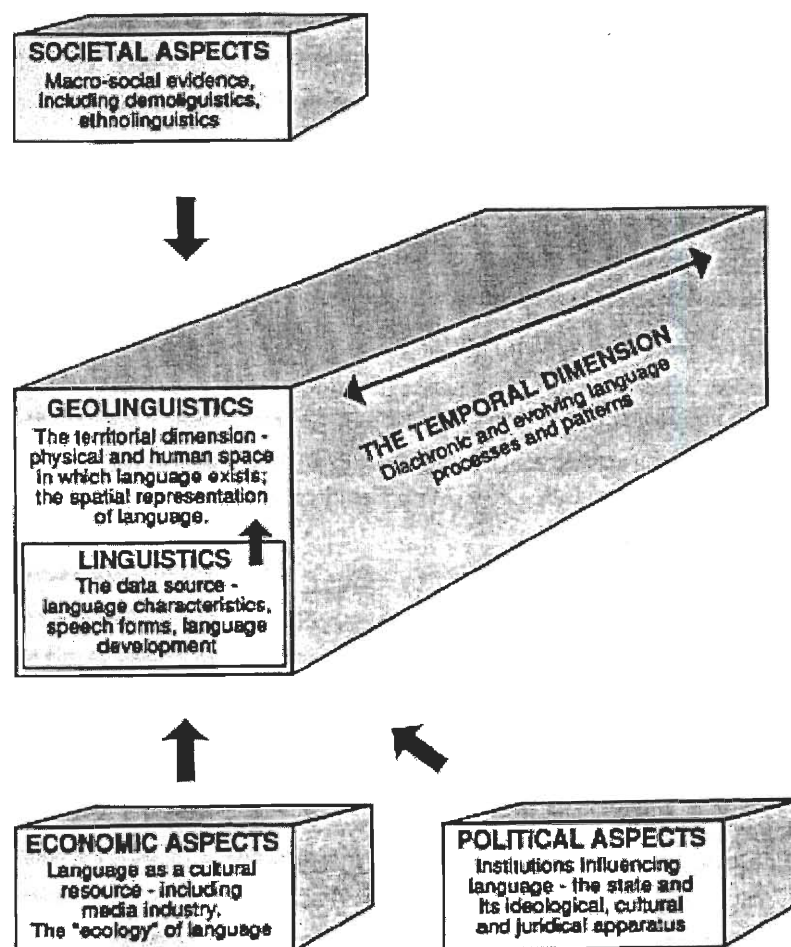 SOCIETAL ASPECTS
Macro-social evidence,
including demolinguistics,
ethnolinguistics
THE TEMPORAL DIMENSION
Diachronic and evolving language
processes and patterns
GEOLINGUISTICS
The territorial dimension -
physical and human space
in which language exists;
the spatial representation
of language.
LINGUISTICS
The data source -
language characteristics,
speech forms, language
development
ECONOMIC ASPECTS
Language as a cultural
resource - including
media industry.
The "ecology" of language
POLITICAL ASPECTS
Institutions influencing
language - the state and
its ideological, cultural
and juridical apparatus